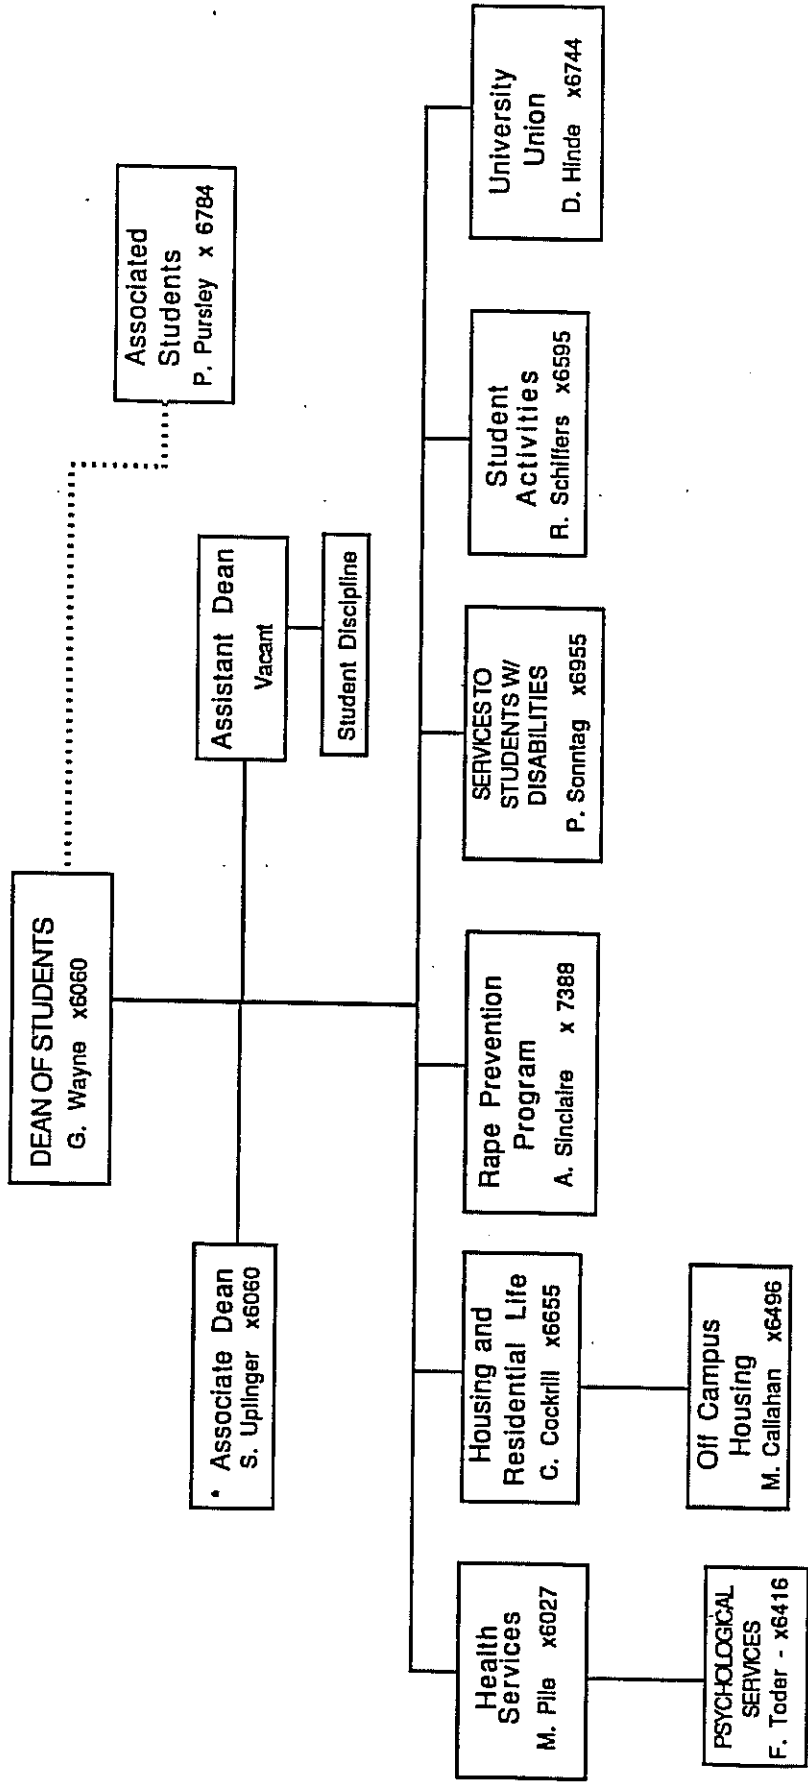 DEAN OF STUDENTS
G. Wayne x6060
Associated
Students
P. Pursley x 6784
* Associate Dean
S. Uplinger x6060
Assistant Dean
Vacant
Student Discipline
Health
Services
M. Pile x6027
Housing and
Residential Life
C. Cockrill x6655
Rape Prevention
Program
A. Sinclaire x 7388
SERVICES TO
STUDENTS W/
DISABILITIES
P. Sonntag x6955
Student
Activities
R. Schiffers x6595
University
Union
D. Hinde x6744
PSYCHOLOGICAL
SERVICES
F. Toder - x6416
Off Campus
Housing
M. Callahan x6496